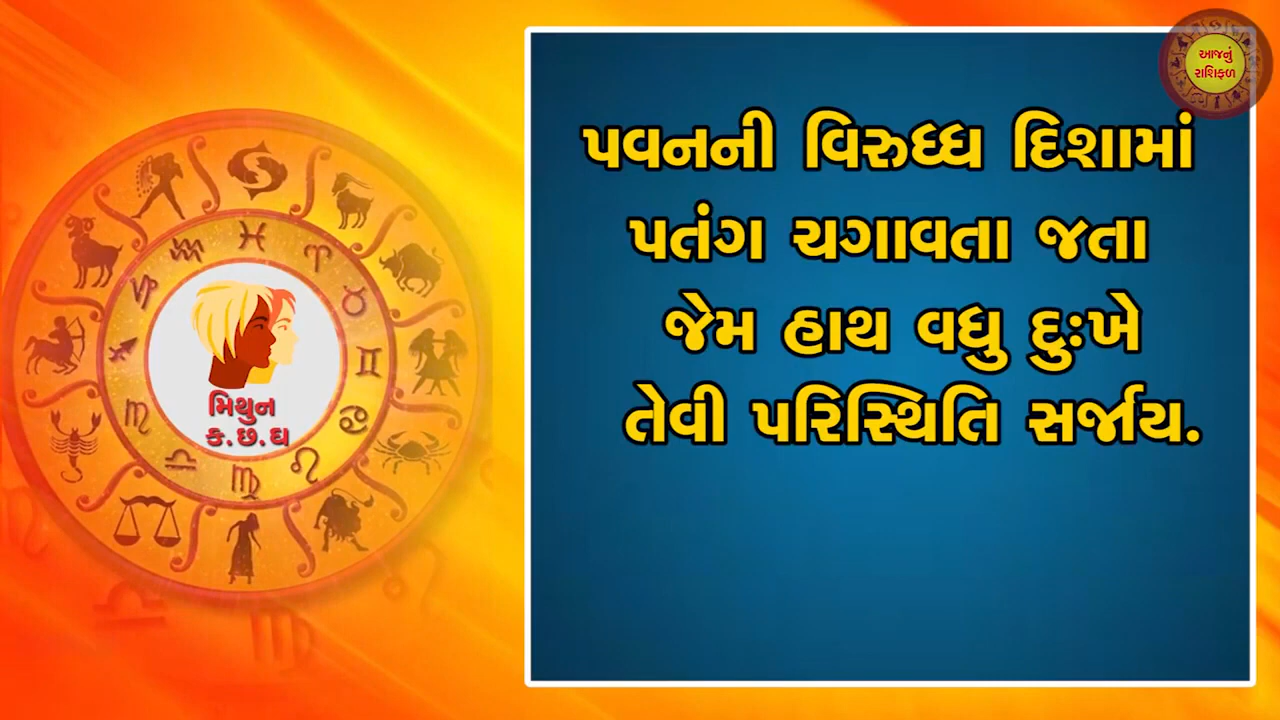 આજનું
રાશિફળ
પવનની વિરુધ્ધ દિશામાં
પતંગ ચગાવતા જતા
જેમ હાથ વધુ દુઃખે
તેવી પરિસ્થિતિ સર્જાય.
મિથુન
ક.છ.ઘ